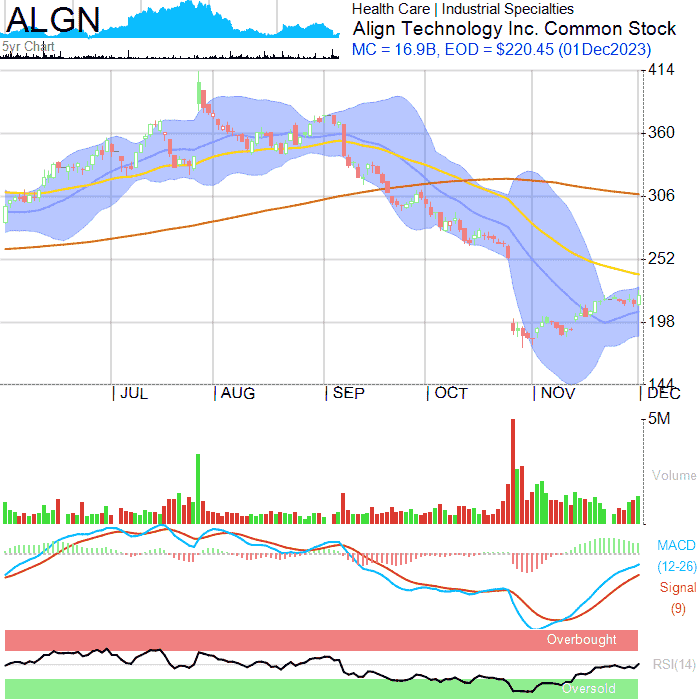 ALGN
Health Care | Industrial Specialties
Align Technology Inc. Common Stock
MC = 16.9B, EOD = $220.45 (01Dec2023)
5yr Chart
414
360
306
252
198
144
JUL AUG SEP OCT NOV DEC
5M
Volume
MACD
(12-26)
Signal
(9)
Overbought
RSI(14)
Oversold